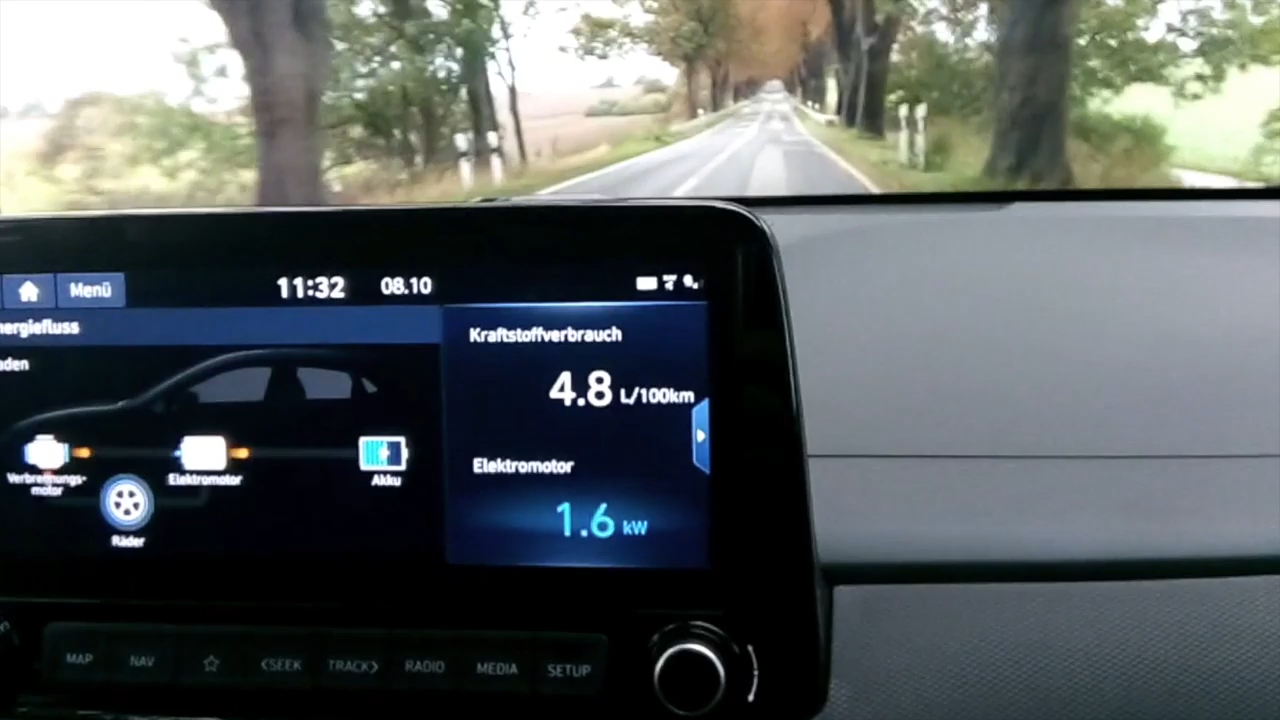 Menü
11:32
08.10
nergiefluss
aden
Kraftstoffverbrauch
4.8 L/100km
Verbrennungs-
motor
Elektromotor
Akku
Räder
Elektromotor
1.6 kW
MAP
NAV
<SEEK
TRACK>
RADIO
MEDIA
SETUP